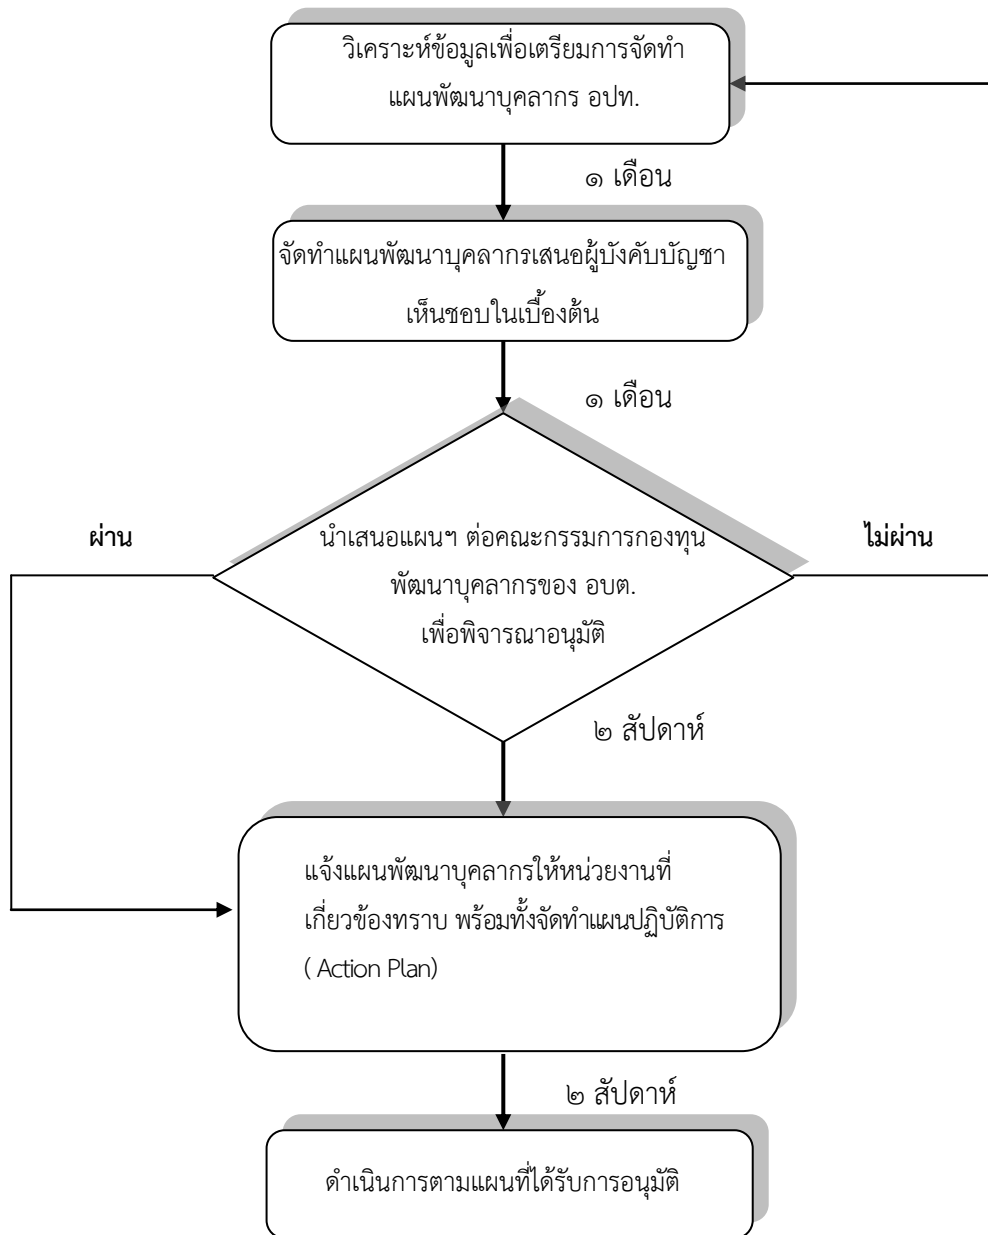 วิเคราะห์ข้อมูลเพื่อเตรียมการจัดทำ
แผนพัฒนาบุคลากร อปท.
๑ เดือน
จัดทำแผนพัฒนาบุคลากรเสนอผู้บังคับบัญชา
เห็นชอบในเบื้องต้น
๑ เดือน
ผ่าน
ไม่ผ่าน
นำเสนอแผนฯ ต่อคณะกรรมการกองทุน
พัฒนาบุคลากรของ อบต.
เพื่อพิจารณาอนุมัติ
๒ สัปดาห์
แจ้งแผนพัฒนาบุคลากรให้หน่วยงานที่
เกี่ยวข้องทราบ พร้อมทั้งจัดทำแผนปฏิบัติการ
( Action Plan)
๒ สัปดาห์
ดำเนินการตามแผนที่ได้รับการอนุมัติ